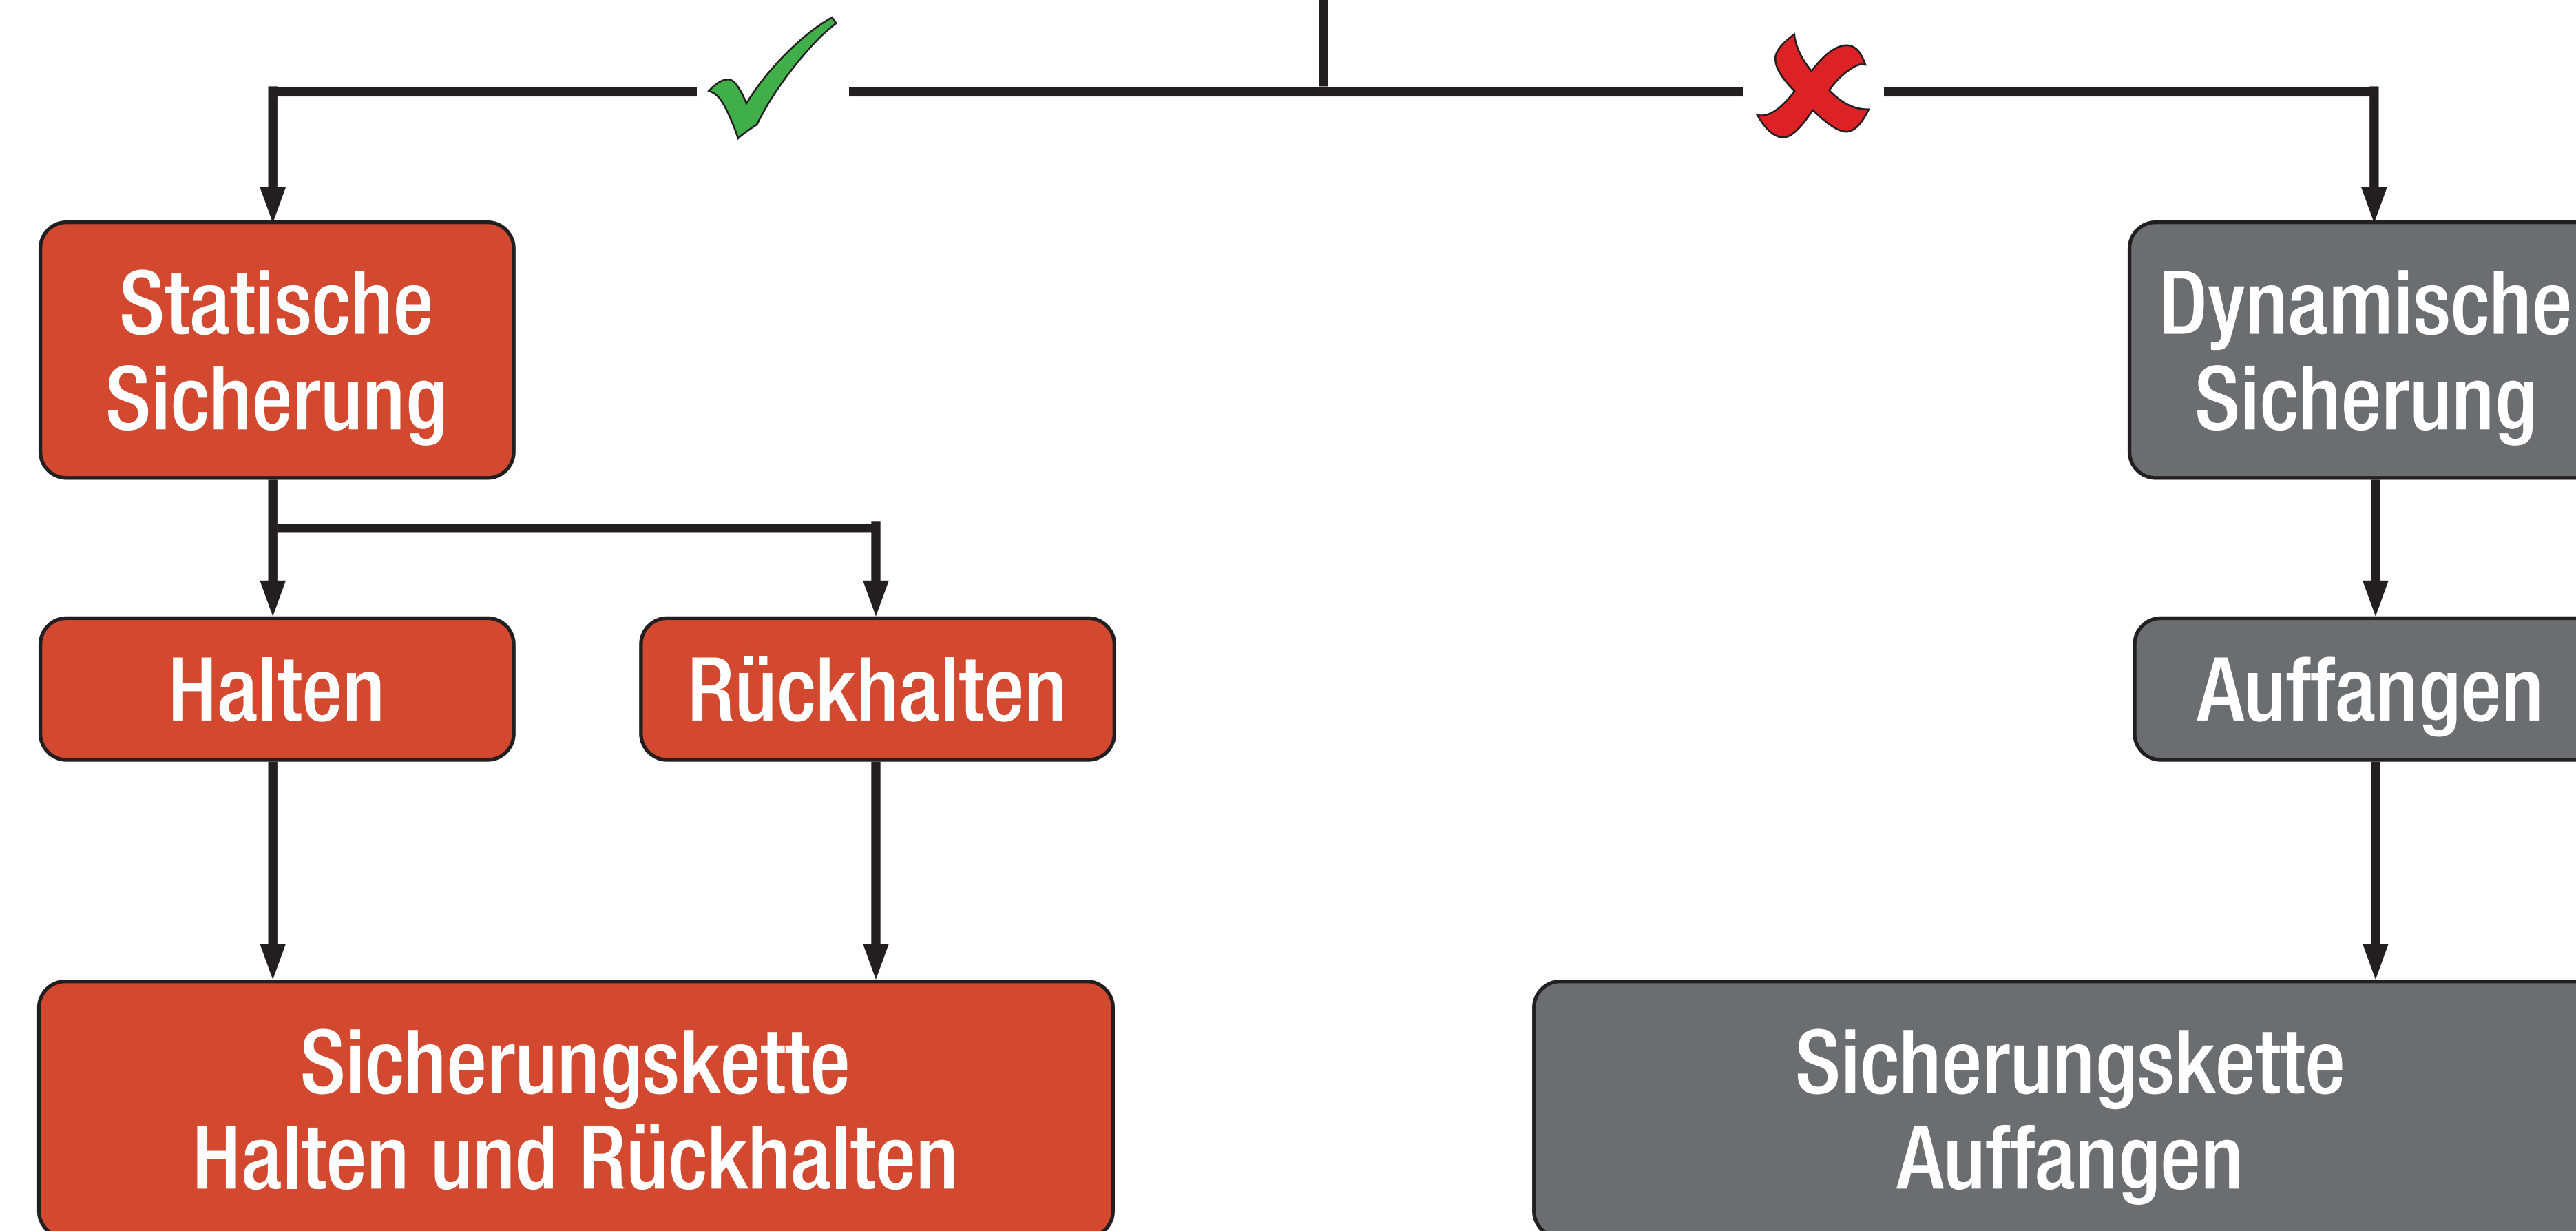 Statische
Sicherung
Dynamische
Sicherung
Halten
Rückhalten
Auffangen
Sicherungskette
Halten und Rückhalten
Sicherungskette
Auffangen